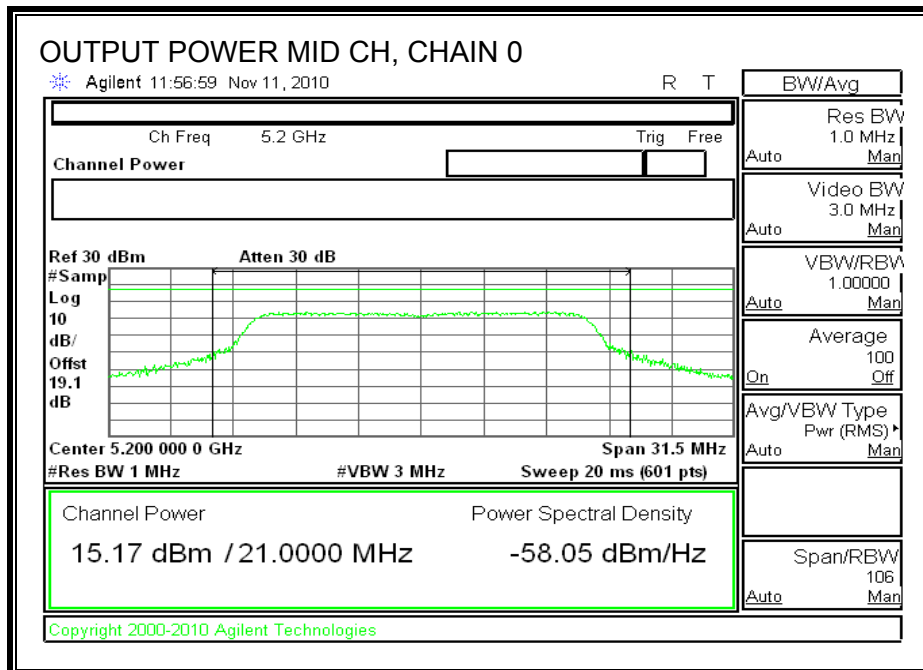 OUTPUT POWER MID CH, CHAIN 0
Agilent 11:56:59 Nov 11, 2010 R T
BW/Avg
Ch Freq 5.2 GHz Trig Free
Channel Power
Ref 30 dBm Atten 30 dB
#Samp
Log
10
dB/
Offst
19.1
dB
Center 5.200 000 0 GHz Span 31.5 MHz
#Res BW 1 MHz #VBW 3 MHz Sweep 20 ms (601 pts)
Channel Power Power Spectral Density
15.17 dBm / 21.0000 MHz -58.05 dBm/Hz
Res BW
1.0 MHz
Auto Man
Video BW
3.0 MHz
Auto Man
VBW/RBW
1.00000
Auto Man
Average
100
On Off
Avg/VBW Type
Pwr (RMS)
Auto Man
Span/RBW
106
Auto Man
Copyright 2000-2010 Agilent Technologies